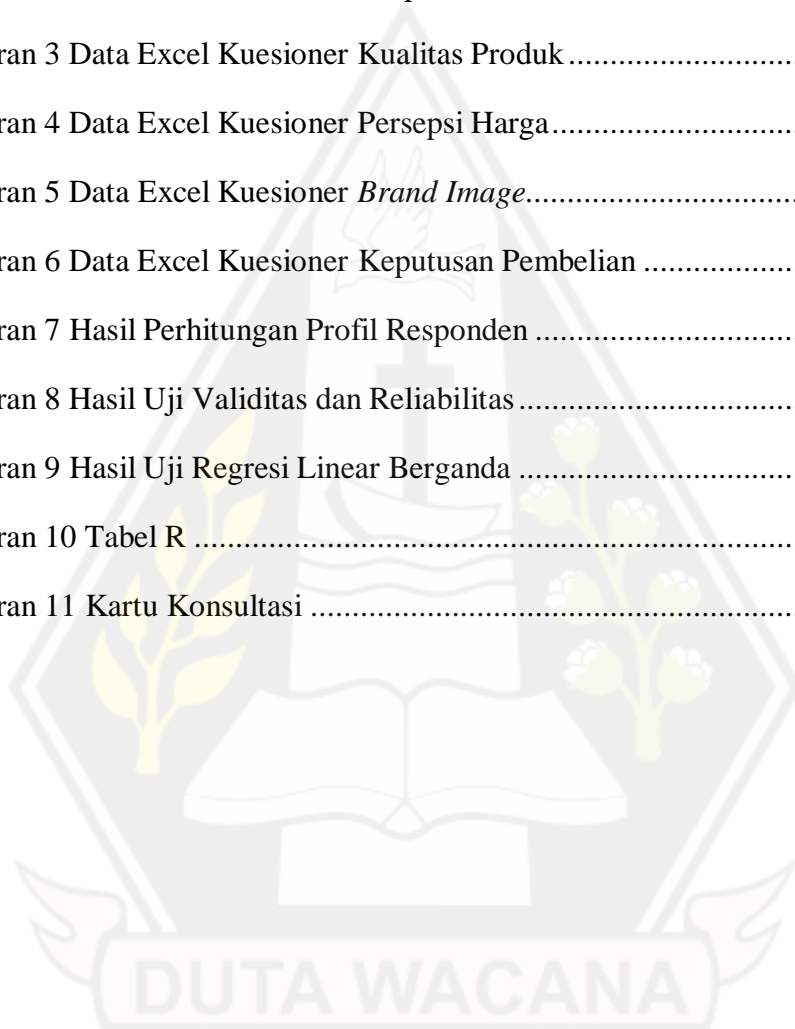 ran 3 Data Excel Kuesioner Kualitas Produk............................
ran 4 Data Excel Kuesioner Persepsi Harga..............................
ran 5 Data Excel Kuesioner Brand Image.................................
ran 6 Data Excel Kuesioner Keputusan Pembelian ..................
ran 7 Hasil Perhitungan Profil Responden ................................
ran 8 Hasil Uji Validitas dan Reliabilitas..................................
ran 9 Hasil Uji Regresi Linear Berganda ..................................
ran 10 Tabel R ..........................................................................
ran 11 Kartu Konsultasi ...........................................................
DUTA WACANA